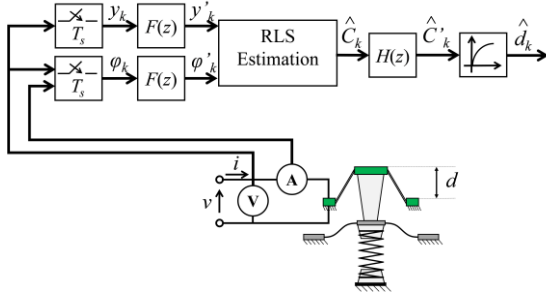 T_s y_k F(z) y'_k
RLS Estimation
Ĉ_k H(z) Ĉ'_k d̂_k
T_s φ_k F(z) φ'_k
i
A
V
v
d